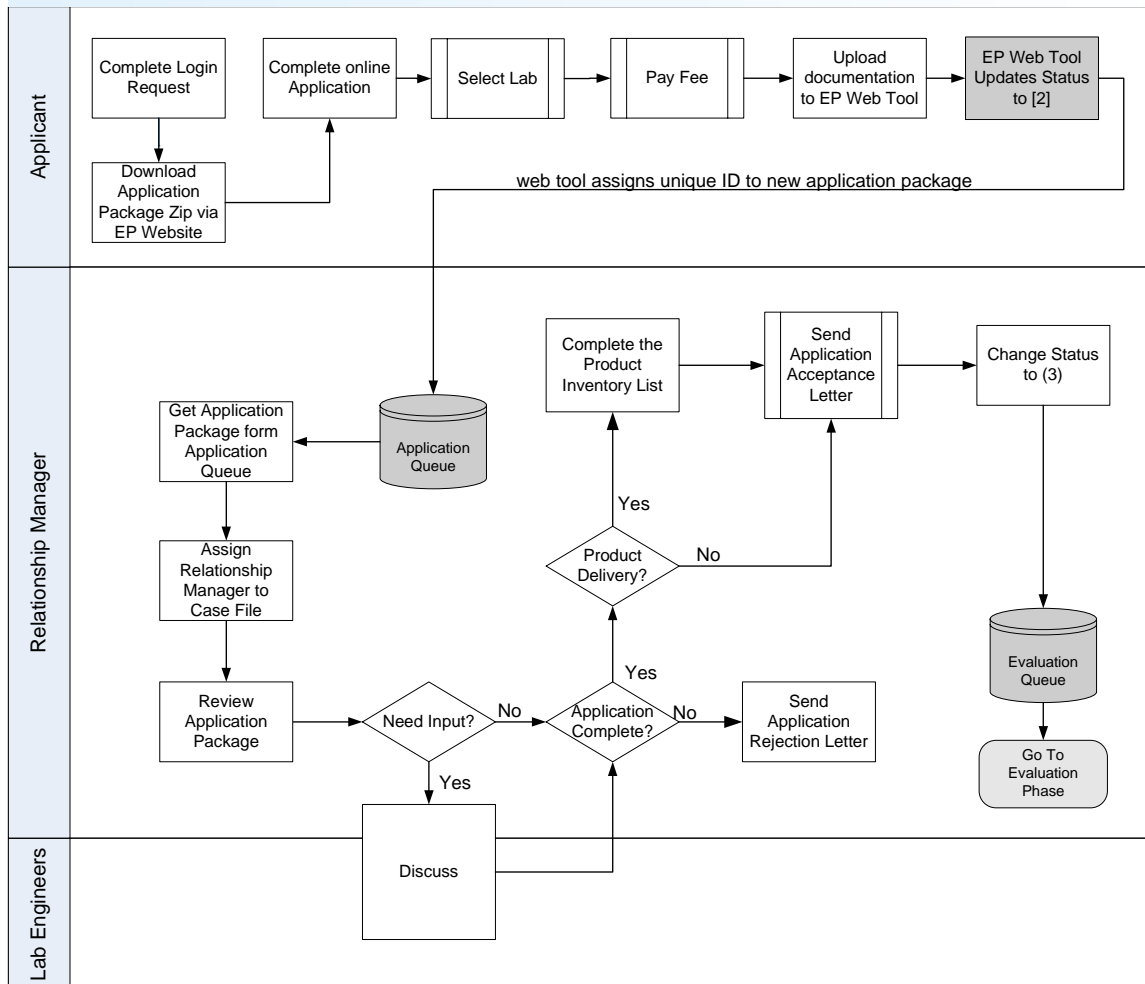 Applicant
Complete Login
Request
Download
Application
Package Zip via
EP Website
Complete online
Application
Select Lab
Pay Fee
Upload
documentation
to EP Web Tool
EP Web Tool
Updates Status
to [2]
web tool assigns unique ID to new application package
Relationship Manager
Application
Queue
Get Application
Package form
Application
Queue
Assign
Relationship
Manager to
Case File
Review
Application
Package
Need Input?
No
Yes
Application
Complete?
No
Send
Application
Rejection Letter
Yes
Product
Delivery?
No
Yes
Complete the
Product
Inventory List
Send
Application
Acceptance
Letter
Change Status
to (3)
Evaluation
Queue
Go To
Evaluation
Phase
Lab Engineers
Discuss